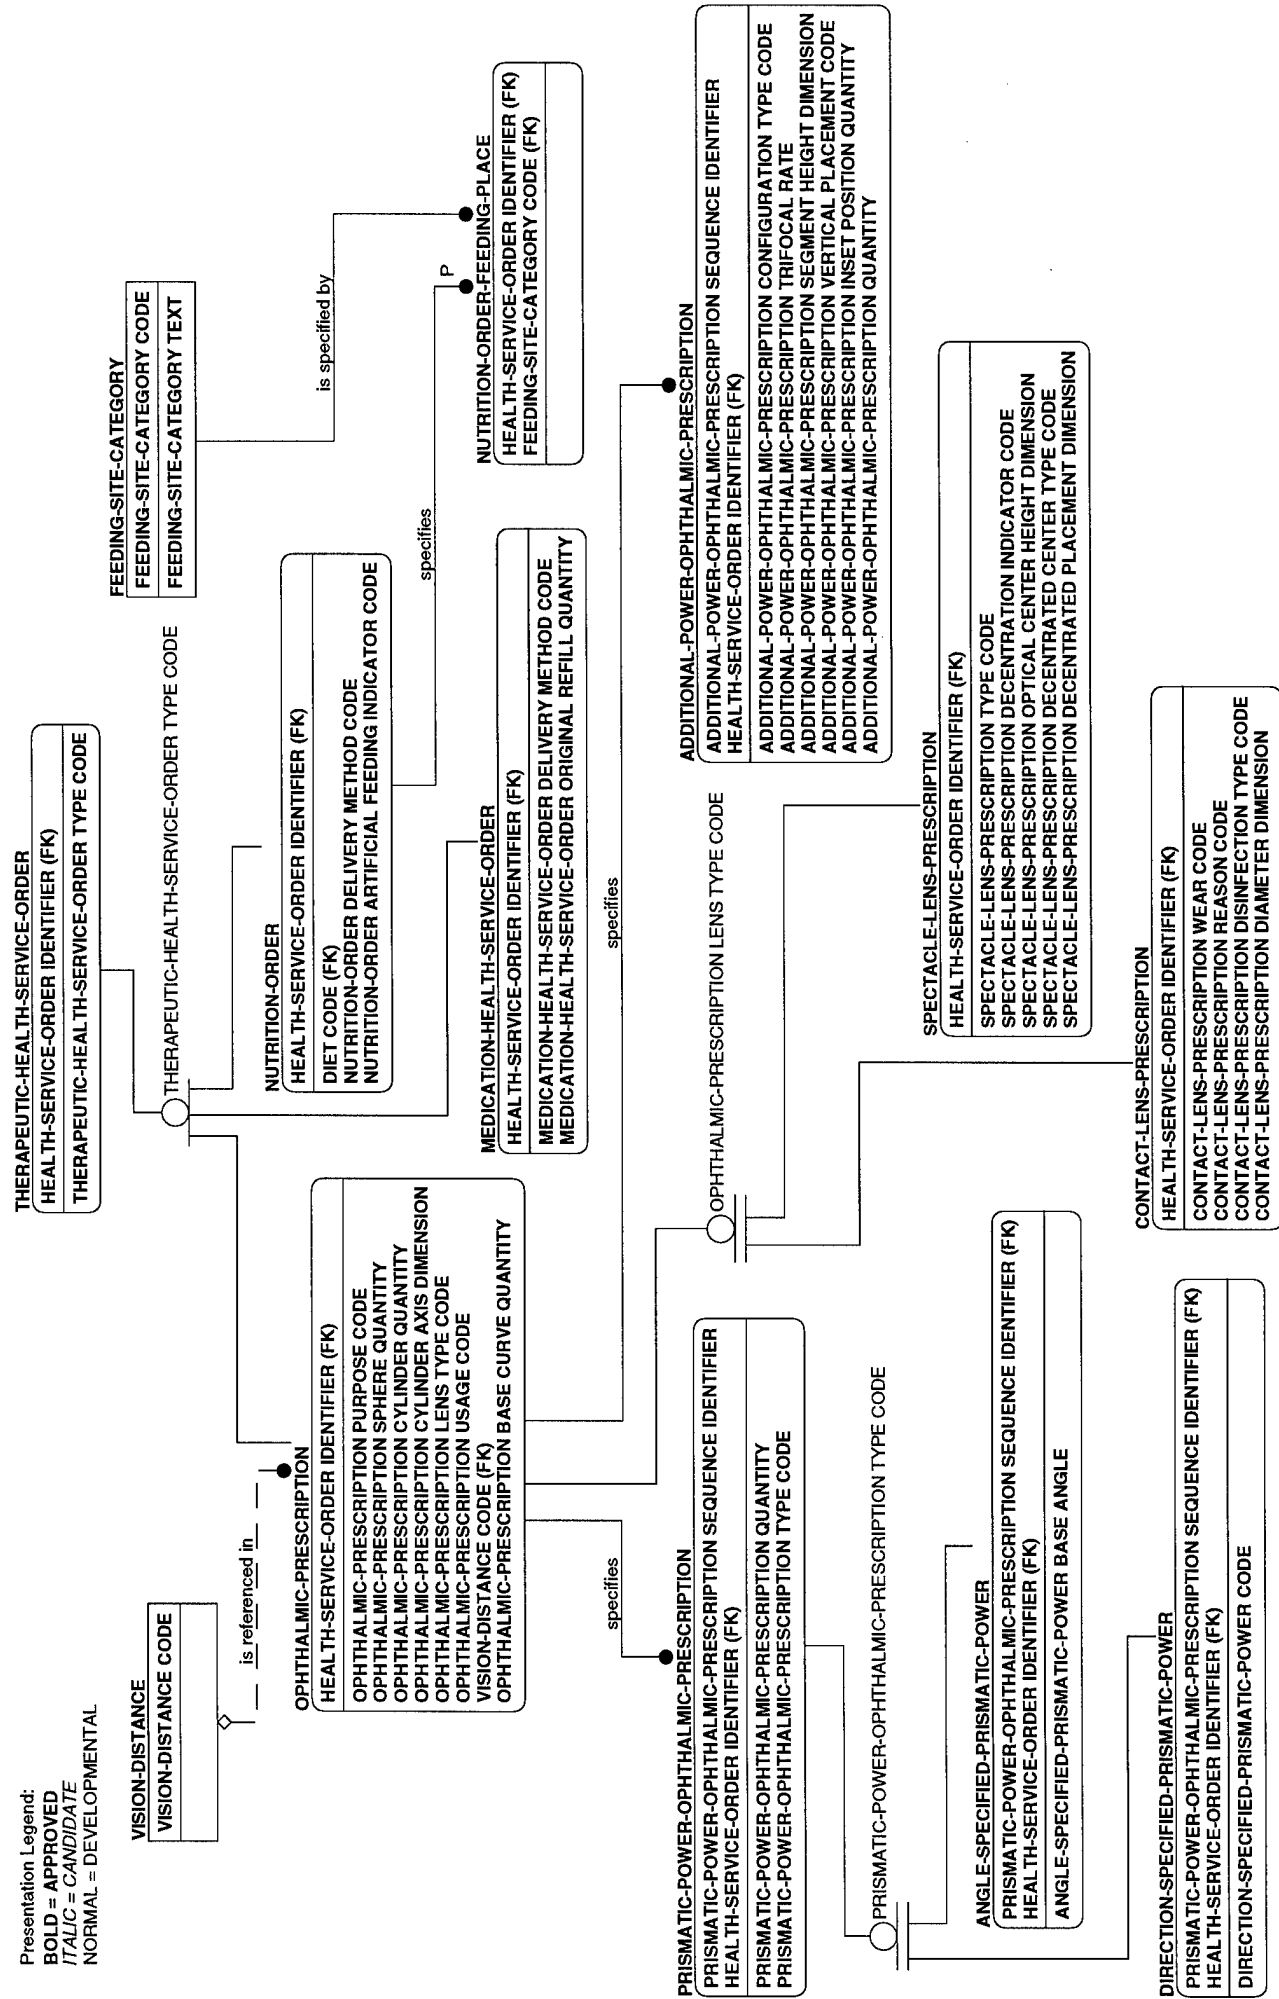 Presentation Legend:
BOLD = APPROVED
ITALIC = CANDIDATE
NORMAL = DEVELOPMENTAL
VISION-DISTANCE
VISION-DISTANCE CODE
is referenced in
THERAPEUTIC-HEALTH-SERVICE-ORDER
HEALTH-SERVICE-ORDER IDENTIFIER (FK)
THERAPEUTIC-HEALTH-SERVICE-ORDER TYPE CODE
THERAPEUTIC-HEALTH-SERVICE-ORDER TYPE CODE
FEEDING-SITE-CATEGORY
FEEDING-SITE-CATEGORY CODE
FEEDING-SITE-CATEGORY TEXT
is specified by
OPHTHALMIC-PRESCRIPTION
HEALTH-SERVICE-ORDER IDENTIFIER (FK)
OPHTHALMIC-PRESCRIPTION PURPOSE CODE
OPHTHALMIC-PRESCRIPTION SPHERE QUANTITY
OPHTHALMIC-PRESCRIPTION CYLINDER QUANTITY
OPHTHALMIC-PRESCRIPTION CYLINDER AXIS DIMENSION
OPHTHALMIC-PRESCRIPTION LENS TYPE CODE
OPHTHALMIC-PRESCRIPTION USAGE CODE
VISION-DISTANCE CODE (FK)
OPHTHALMIC-PRESCRIPTION BASE CURVE QUANTITY
NUTRITION-ORDER
HEALTH-SERVICE-ORDER IDENTIFIER (FK)
DIET CODE (FK)
NUTRITION-ORDER DELIVERY METHOD CODE
NUTRITION-ORDER ARTIFICIAL FEEDING INDICATOR CODE
specifies
P
MEDICATION-HEALTH-SERVICE-ORDER
HEALTH-SERVICE-ORDER IDENTIFIER (FK)
MEDICATION-HEALTH-SERVICE-ORDER DELIVERY METHOD CODE
MEDICATION-HEALTH-SERVICE-ORDER ORIGINAL REFILL QUANTITY
NUTRITION-ORDER-FEEDING-PLACE
HEALTH-SERVICE-ORDER IDENTIFIER (FK)
FEEDING-SITE-CATEGORY CODE (FK)
specifies
specifies
PRISMATIC-POWER-OPHTHALMIC-PRESCRIPTION
PRISMATIC-POWER-OPHTHALMIC-PRESCRIPTION SEQUENCE IDENTIFIER
HEALTH-SERVICE-ORDER IDENTIFIER (FK)
PRISMATIC-POWER-OPHTHALMIC-PRESCRIPTION QUANTITY
PRISMATIC-POWER-OPHTHALMIC-PRESCRIPTION TYPE CODE
OPHTHALMIC-PRESCRIPTION LENS TYPE CODE
ADDITIONAL-POWER-OPHTHALMIC-PRESCRIPTION
ADDITIONAL-POWER-OPHTHALMIC-PRESCRIPTION SEQUENCE IDENTIFIER
HEALTH-SERVICE-ORDER IDENTIFIER (FK)
ADDITIONAL-POWER-OPHTHALMIC-PRESCRIPTION CONFIGURATION TYPE CODE
ADDITIONAL-POWER-OPHTHALMIC-PRESCRIPTION TRIFOCAL RATE
ADDITIONAL-POWER-OPHTHALMIC-PRESCRIPTION SEGMENT HEIGHT DIMENSION
ADDITIONAL-POWER-OPHTHALMIC-PRESCRIPTION VERTICAL PLACEMENT CODE
ADDITIONAL-POWER-OPHTHALMIC-PRESCRIPTION INSET POSITION QUANTITY
ADDITIONAL-POWER-OPHTHALMIC-PRESCRIPTION QUANTITY
PRISMATIC-POWER-OPHTHALMIC-PRESCRIPTION TYPE CODE
ANGLE-SPECIFIED-PRISMATIC-POWER
PRISMATIC-POWER-OPHTHALMIC-PRESCRIPTION SEQUENCE IDENTIFIER (FK)
HEALTH-SERVICE-ORDER IDENTIFIER (FK)
ANGLE-SPECIFIED-PRISMATIC-POWER BASE ANGLE
SPECTACLE-LENS-PRESCRIPTION
HEALTH-SERVICE-ORDER IDENTIFIER (FK)
SPECTACLE-LENS-PRESCRIPTION TYPE CODE
SPECTACLE-LENS-PRESCRIPTION DECENTRATION INDICATOR CODE
SPECTACLE-LENS-PRESCRIPTION OPTICAL CENTER HEIGHT DIMENSION
SPECTACLE-LENS-PRESCRIPTION DECENTRATED CENTER TYPE CODE
SPECTACLE-LENS-PRESCRIPTION DECENTRATED PLACEMENT DIMENSION
DIRECTION-SPECIFIED-PRISMATIC-POWER
PRISMATIC-POWER-OPHTHALMIC-PRESCRIPTION SEQUENCE IDENTIFIER (FK)
HEALTH-SERVICE-ORDER IDENTIFIER (FK)
DIRECTION-SPECIFIED-PRISMATIC-POWER CODE
CONTACT-LENS-PRESCRIPTION
HEALTH-SERVICE-ORDER IDENTIFIER (FK)
CONTACT-LENS-PRESCRIPTION WEAR CODE
CONTACT-LENS-PRESCRIPTION REASON CODE
CONTACT-LENS-PRESCRIPTION DISINFECTION TYPE CODE
CONTACT-LENS-PRESCRIPTION DIAMETER DIMENSION